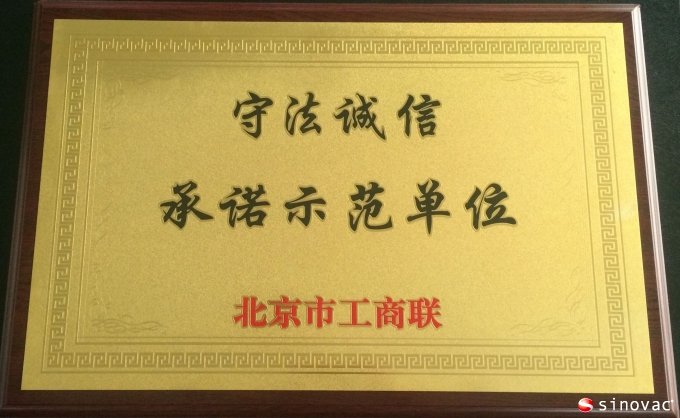 守法诚信
承诺示范单位
北京市工商联
sinovac